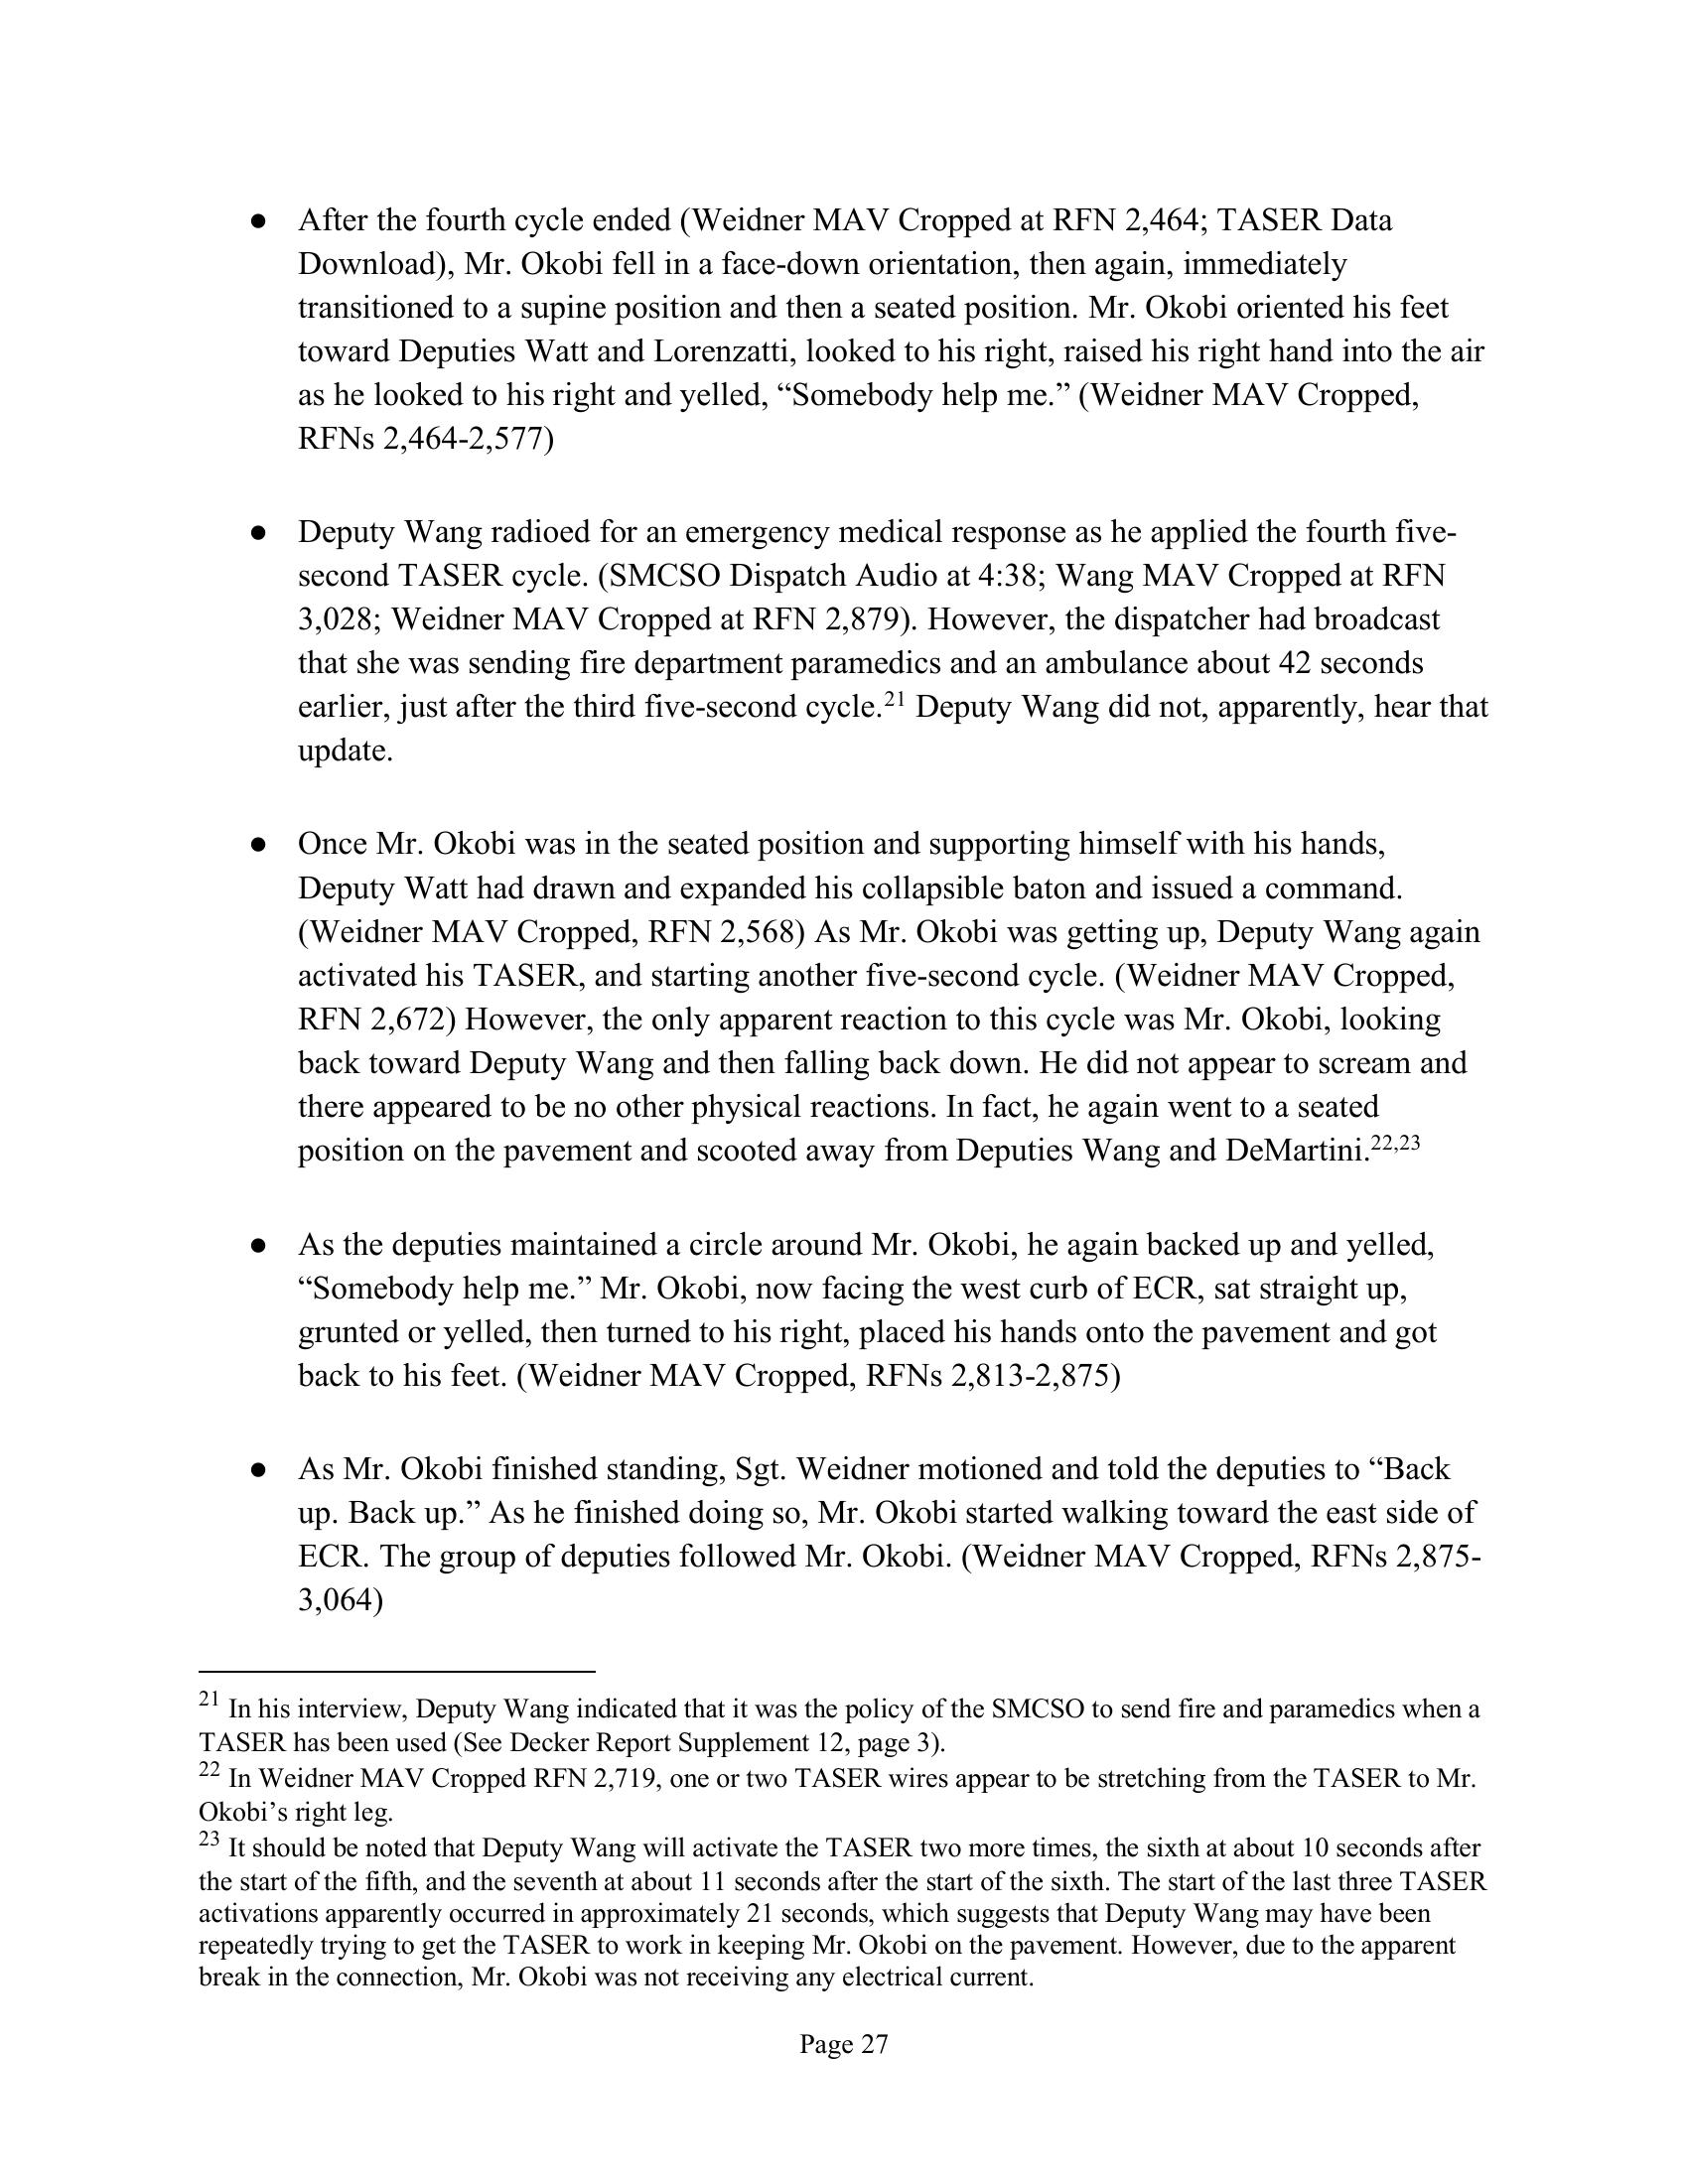 ● After the fourth cycle ended (Weidner MAV Cropped at RFN 2,464; TASER Data
Download), Mr. Okobi fell in a face-down orientation, then again, immediately
transitioned to a supine position and then a seated position. Mr. Okobi oriented his feet
toward Deputies Watt and Lorenzatti, looked to his right, raised his right hand into the air
as he looked to his right and yelled, “Somebody help me.” (Weidner MAV Cropped,
RFNs 2,464-2,577)
● Deputy Wang radioed for an emergency medical response as he applied the fourth five-
second TASER cycle. (SMCSO Dispatch Audio at 4:38; Wang MAV Cropped at RFN
3,028; Weidner MAV Cropped at RFN 2,879). However, the dispatcher had broadcast
that she was sending fire department paramedics and an ambulance about 42 seconds
earlier, just after the third five-second cycle.21 Deputy Wang did not, apparently, hear that
update.
● Once Mr. Okobi was in the seated position and supporting himself with his hands,
Deputy Watt had drawn and expanded his collapsible baton and issued a command.
(Weidner MAV Cropped, RFN 2,568) As Mr. Okobi was getting up, Deputy Wang again
activated his TASER, and starting another five-second cycle. (Weidner MAV Cropped,
RFN 2,672) However, the only apparent reaction to this cycle was Mr. Okobi, looking
back toward Deputy Wang and then falling back down. He did not appear to scream and
there appeared to be no other physical reactions. In fact, he again went to a seated
position on the pavement and scooted away from Deputies Wang and DeMartini.22,23
● As the deputies maintained a circle around Mr. Okobi, he again backed up and yelled,
“Somebody help me.” Mr. Okobi, now facing the west curb of ECR, sat straight up,
grunted or yelled, then turned to his right, placed his hands onto the pavement and got
back to his feet. (Weidner MAV Cropped, RFNs 2,813-2,875)
● As Mr. Okobi finished standing, Sgt. Weidner motioned and told the deputies to “Back
up. Back up.” As he finished doing so, Mr. Okobi started walking toward the east side of
ECR. The group of deputies followed Mr. Okobi. (Weidner MAV Cropped, RFNs 2,875-
3,064)
21 In his interview, Deputy Wang indicated that it was the policy of the SMCSO to send fire and paramedics when a
TASER has been used (See Decker Report Supplement 12, page 3).
22 In Weidner MAV Cropped RFN 2,719, one or two TASER wires appear to be stretching from the TASER to Mr.
Okobi’s right leg.
23 It should be noted that Deputy Wang will activate the TASER two more times, the sixth at about 10 seconds after
the start of the fifth, and the seventh at about 11 seconds after the start of the sixth. The start of the last three TASER
activations apparently occurred in approximately 21 seconds, which suggests that Deputy Wang may have been
repeatedly trying to get the TASER to work in keeping Mr. Okobi on the pavement. However, due to the apparent
break in the connection, Mr. Okobi was not receiving any electrical current.
Page 27